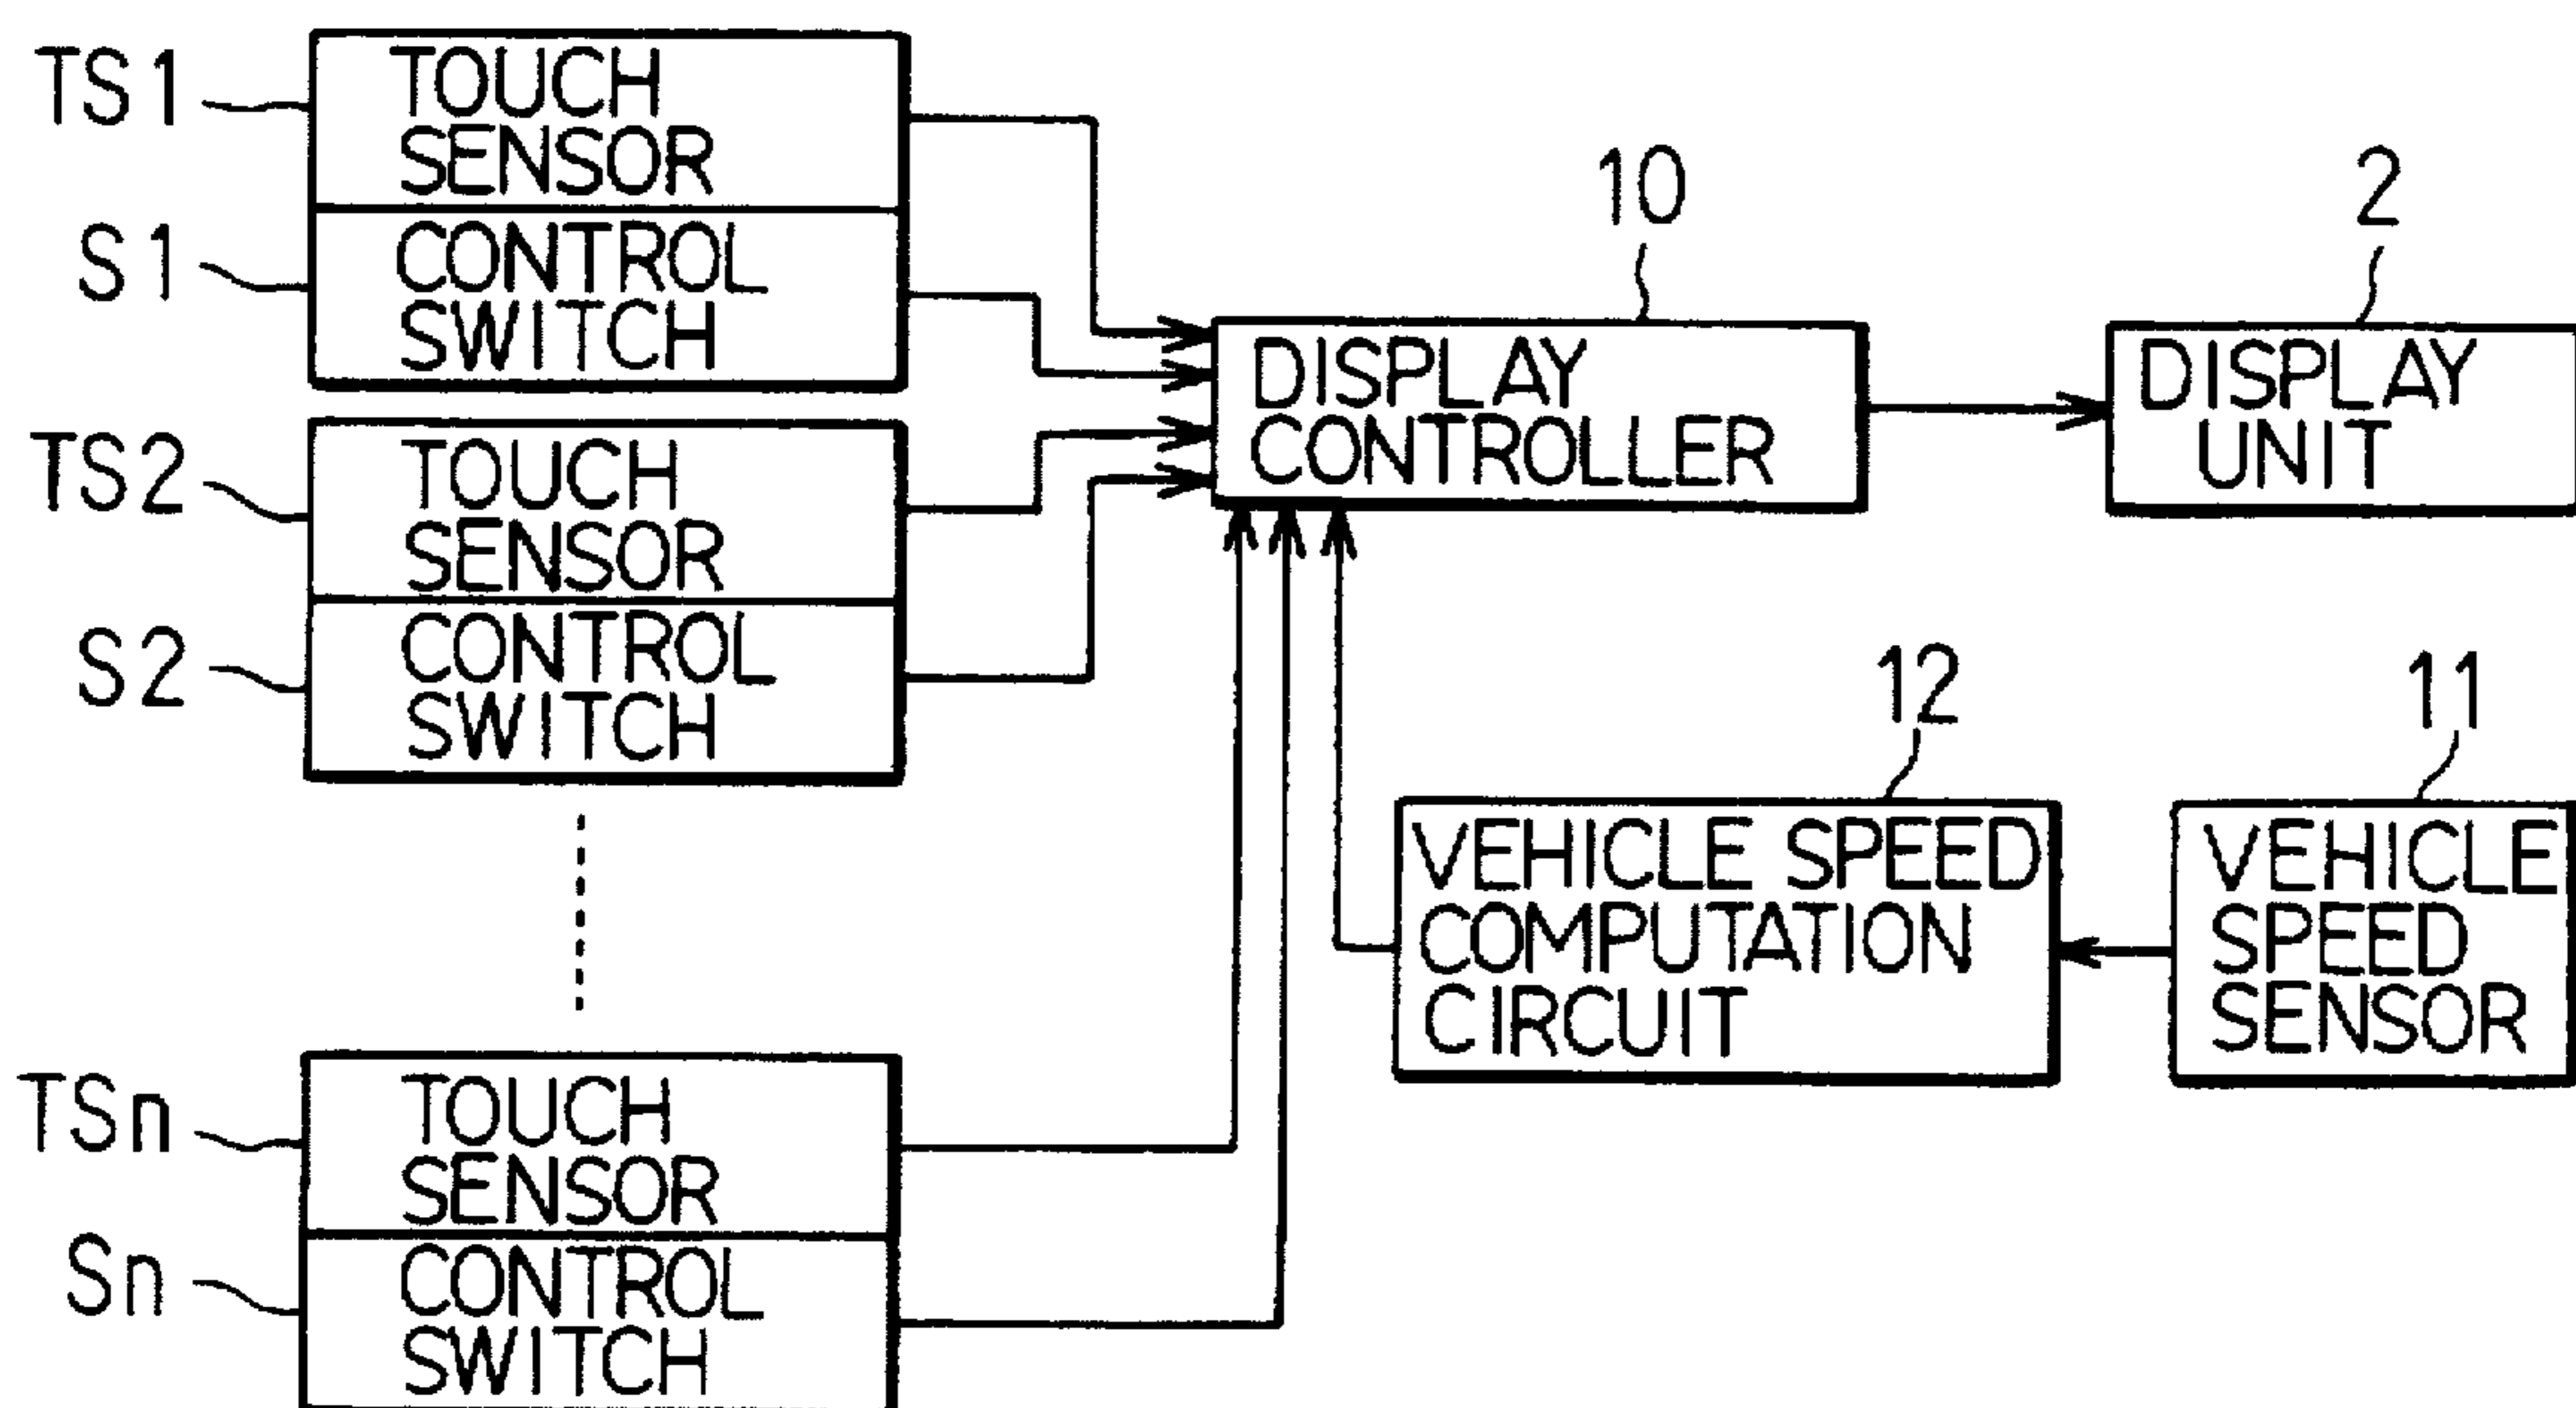 TS1
TOUCH
SENSOR
S1
CONTROL
SWITCH
TS2
TOUCH
SENSOR
S2
CONTROL
SWITCH
TSn
TOUCH
SENSOR
Sn
CONTROL
SWITCH
10
DISPLAY
CONTROLLER
2
DISPLAY
UNIT
12
VEHICLE SPEED
COMPUTATION
CIRCUIT
11
VEHICLE
SPEED
SENSOR